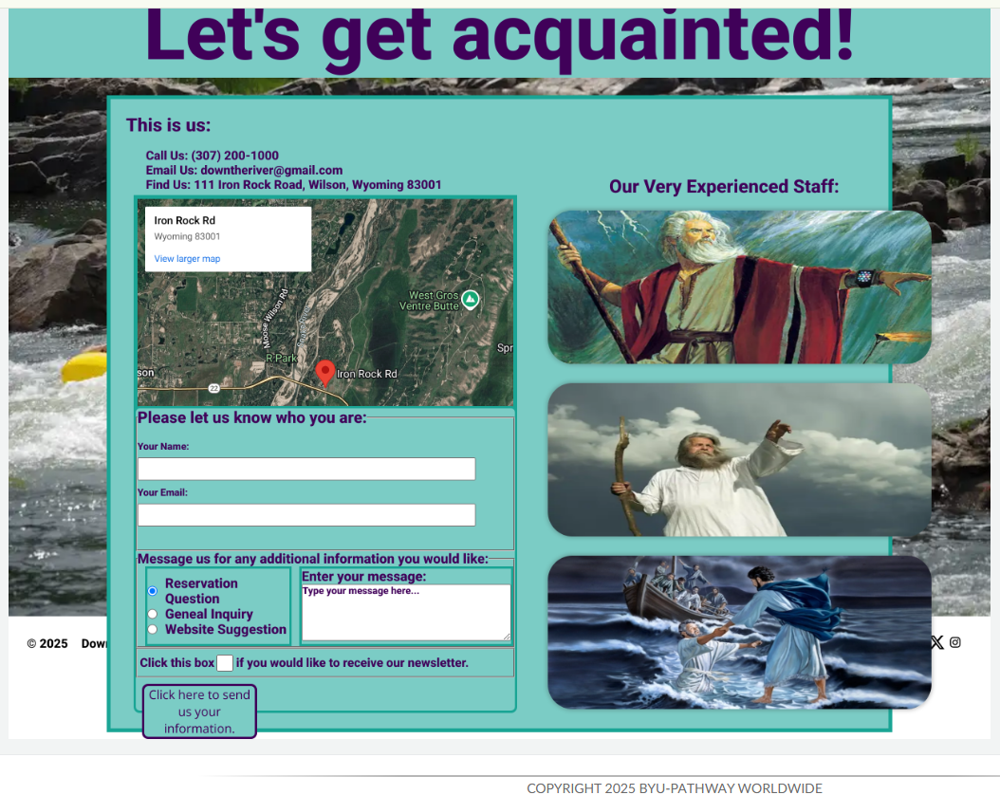 Let's get acquainted!
This is us:
Call Us: (307) 200-1000
Email Us: downtheriver@gmail.com
Find Us: 111 Iron Rock Road, Wilson, Wyoming 83001
Iron Rock Rd
Wyoming 83001
View larger map
Moose Wilson Rd
West Gros
Ventre Butte
Spr
R Park
son
22
Iron Rock Rd
Please let us know who you are:
Your Name:
Your Email:
Message us for any additional information you would like:
Reservation
Question
Geneal Inquiry
Website Suggestion
Enter your message:
Type your message here...
Click this box
if you would like to receive our newsletter.
Click here to send
us your
information.
Our Very Experienced Staff:
© 2025 Down
COPYRIGHT 2025 BYU-PATHWAY WORLDWIDE